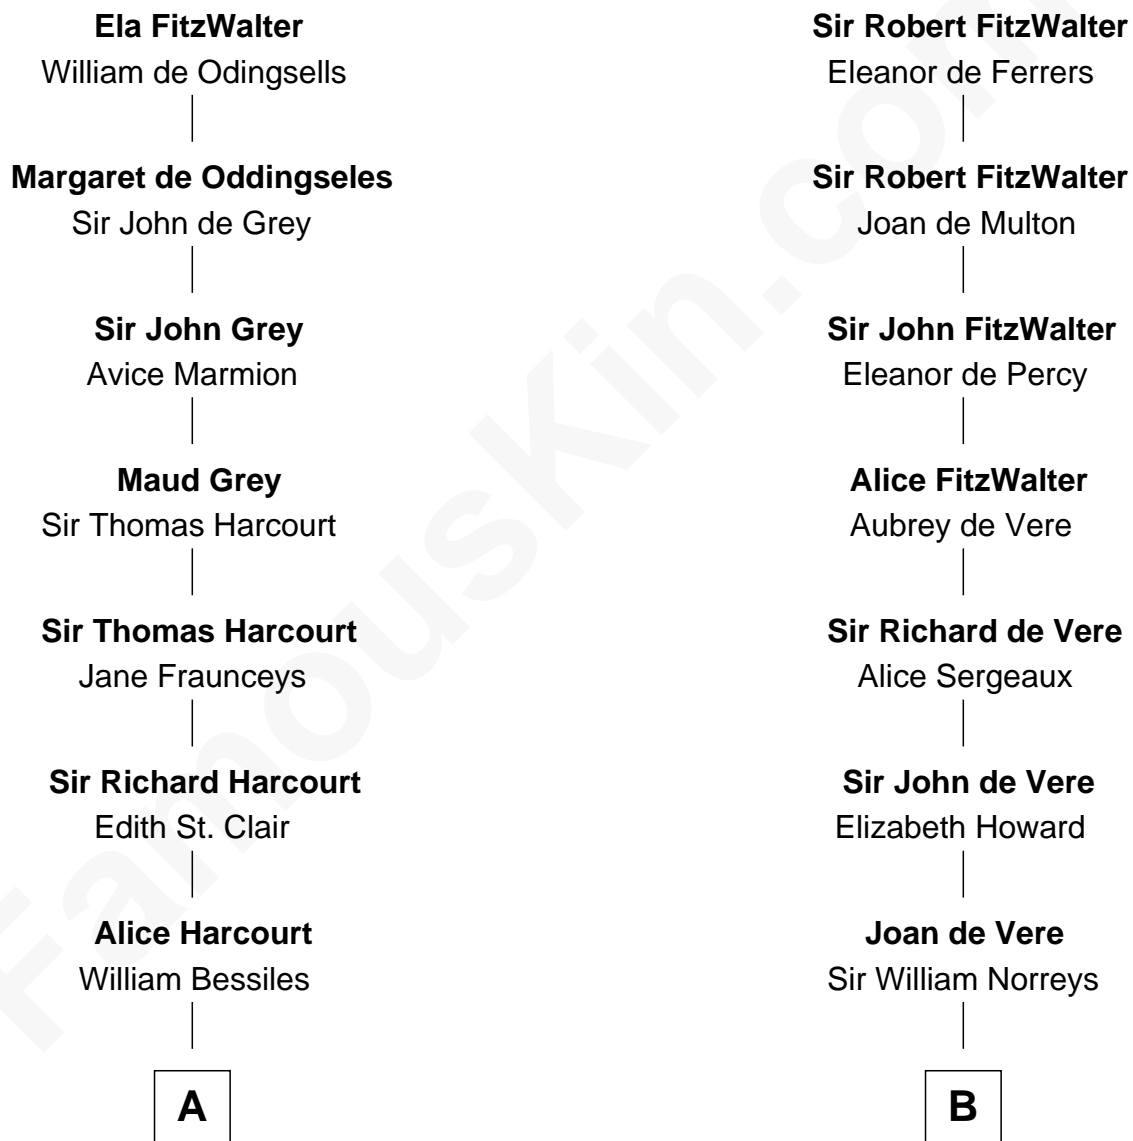 Ela FitzWalter
William de Odingsells
Margaret de Oddingseles
Sir John de Grey
Sir John Grey
Avice Marmion
Maud Grey
Sir Thomas Harcourt
Sir Thomas Harcourt
Jane Fraunceys
Sir Richard Harcourt
Edith St. Clair
Alice Harcourt
William Bessiles
A
Sir Robert FitzWalter
Eleanor de Ferrers
Sir Robert FitzWalter
Joan de Multon
Sir John FitzWalter
Eleanor de Percy
Alice FitzWalter
Aubrey de Vere
Sir Richard de Vere
Alice Sergeaux
Sir John de Vere
Elizabeth Howard
Joan de Vere
Sir William Norreys
B
FamousKin.com